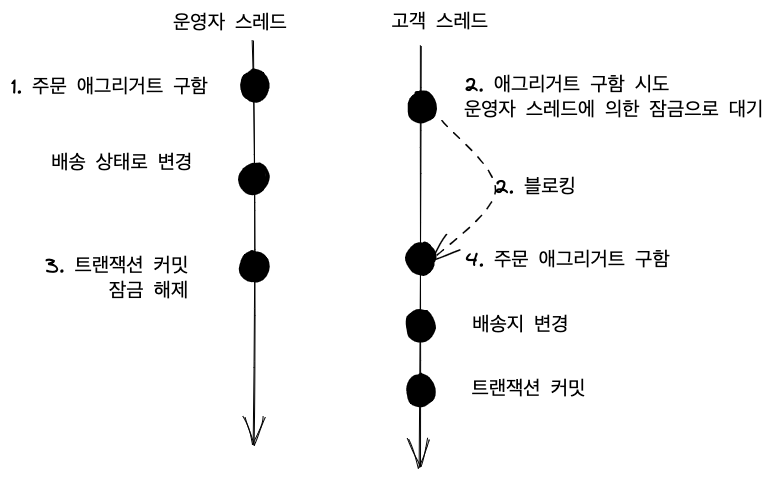 운영자 스레드
고객 스레드
1. 주문 애그리거트 구함
2. 애그리거트 구함 시도
운영자 스레드에 의한 잠금으로 대기
배송 상태로 변경
2. 블로킹
3. 트랜잭션 커밋
잠금 해제
4. 주문 애그리거트 구함
배송지 변경
트랜잭션 커밋